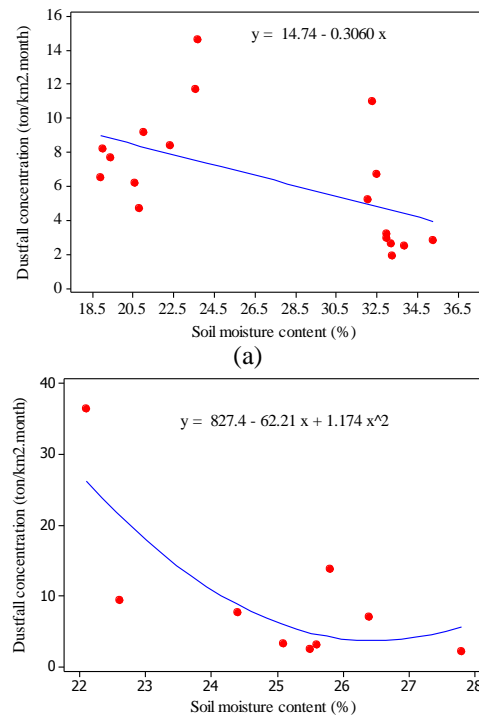 16
14
12
10
8
6
4
2
0
Dustfall concentration (ton/km2.month)
y = 14.74 - 0.3060 x
18.5 20.5 22.5 24.5 26.5 28.5 30.5 32.5 34.5 36.5
Soil moisture content (%)
(a)
40
30
20
10
0
Dustfall concentration (ton/km2.month)
y = 827.4 - 62.21 x + 1.174 x^2
22 23 24 25 26 27 28
Soil moisture content (%)